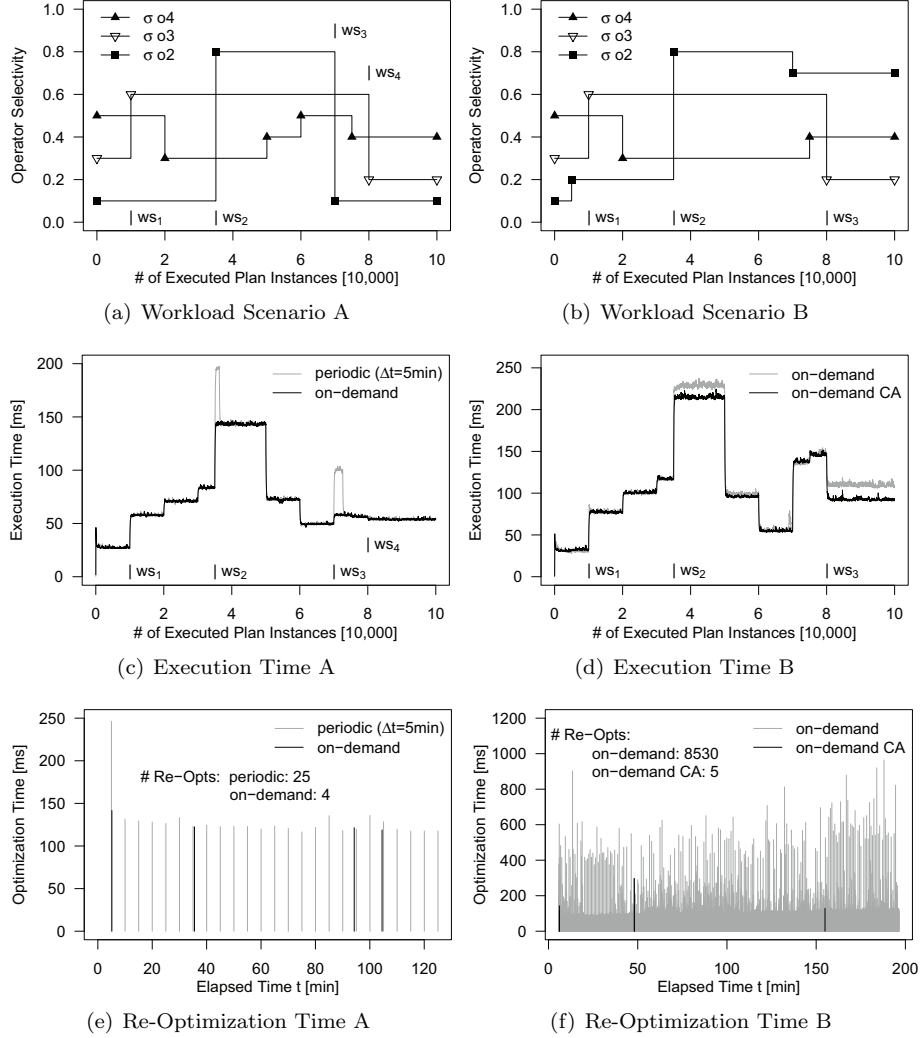 σ o4
σ o3
σ o2
ws3
ws4
ws1
ws2
Operator Selectivity
0.0
0.2
0.4
0.6
0.8
1.0
0 2 4 6 8 10
# of Executed Plan Instances [10,000]
(a) Workload Scenario A
σ o4
σ o3
σ o2
ws1
ws2
ws3
Operator Selectivity
0.0
0.2
0.4
0.6
0.8
1.0
0 2 4 6 8 10
# of Executed Plan Instances [10,000]
(b) Workload Scenario B
periodic (Δt=5min)
on−demand
ws4
ws1
ws2
ws3
Execution Time [ms]
0
50
100
150
200
0 2 4 6 8 10
# of Executed Plan Instances [10,000]
(c) Execution Time A
on−demand
on−demand CA
ws1
ws2
ws3
Execution Time [ms]
0
50
100
150
200
250
0 2 4 6 8 10
# of Executed Plan Instances [10,000]
(d) Execution Time B
periodic (Δt=5min)
on−demand
# Re−Opts: periodic: 25
on−demand: 4
Optimization Time [ms]
0
50
100
150
200
250
0 20 40 60 80 100 120
Elapsed Time t [min]
(e) Re-Optimization Time A
# Re−Opts:
on−demand: 8530
on−demand CA: 5
on−demand
on−demand CA
Optimization Time [ms]
0
200
400
600
800
1000
1200
0 50 100 150 200
Elapsed Time t [min]
(f) Re-Optimization Time B